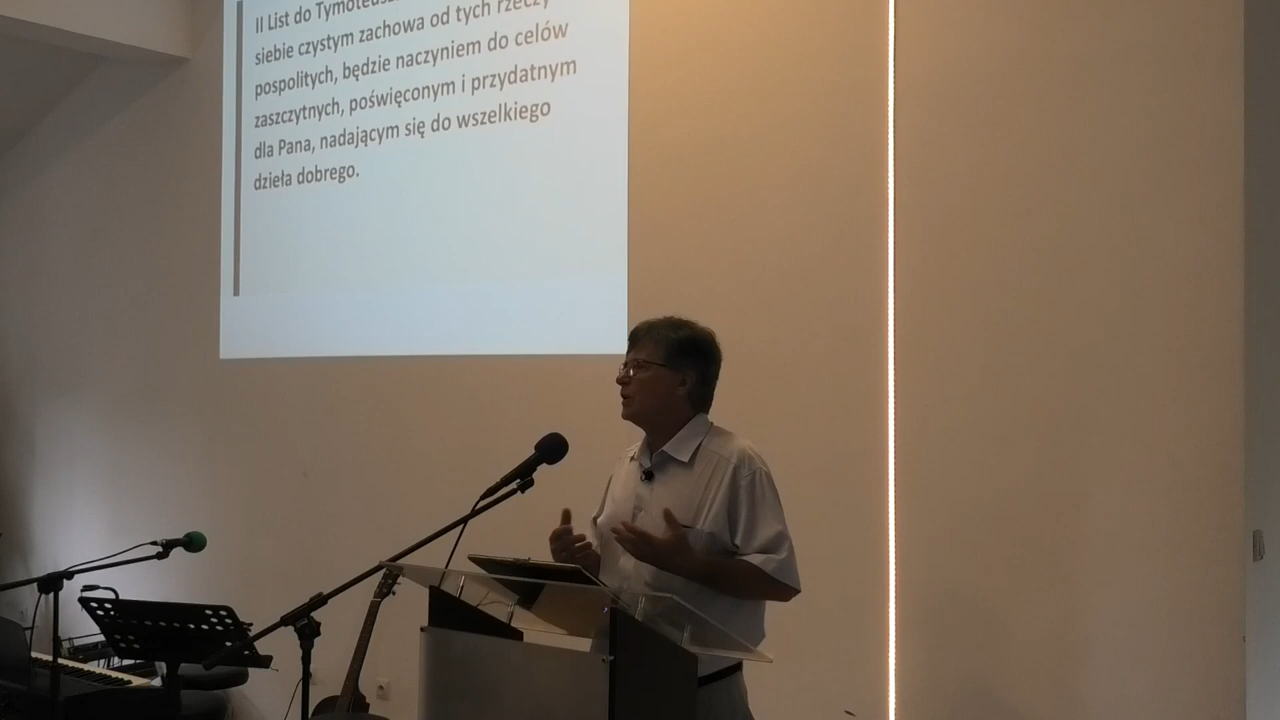 II List do Tymoteusz
siebie czystym zachowa od tych rzeczy
pospolitych, będzie naczyniem do celów
zaszczytnych, poświęconym i przydatnym
dla Pana, nadającym się do wszelkiego
dzieła dobrego.